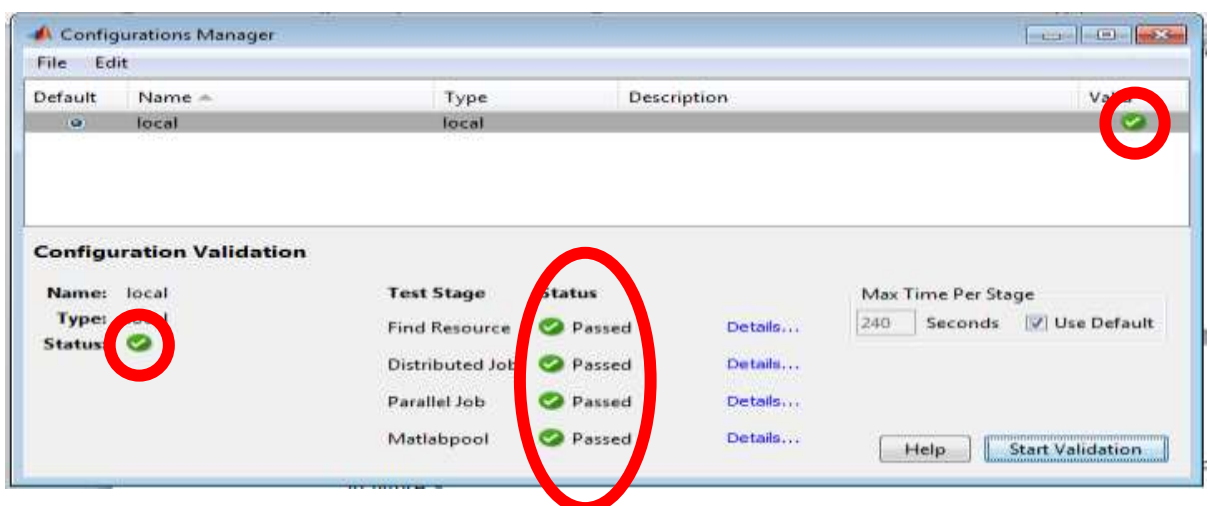 Configurations Manager
File Edit
Default Name Type Description Valid
local local
Configuration Validation
Name: local Test Stage Status Max Time Per Stage
Type: local Find Resource Passed Details... 240 Seconds Use Default
Status: Distributed Job Passed Details...
Parallel Job Passed Details...
Matlabpool Passed Details...
Help Start Validation